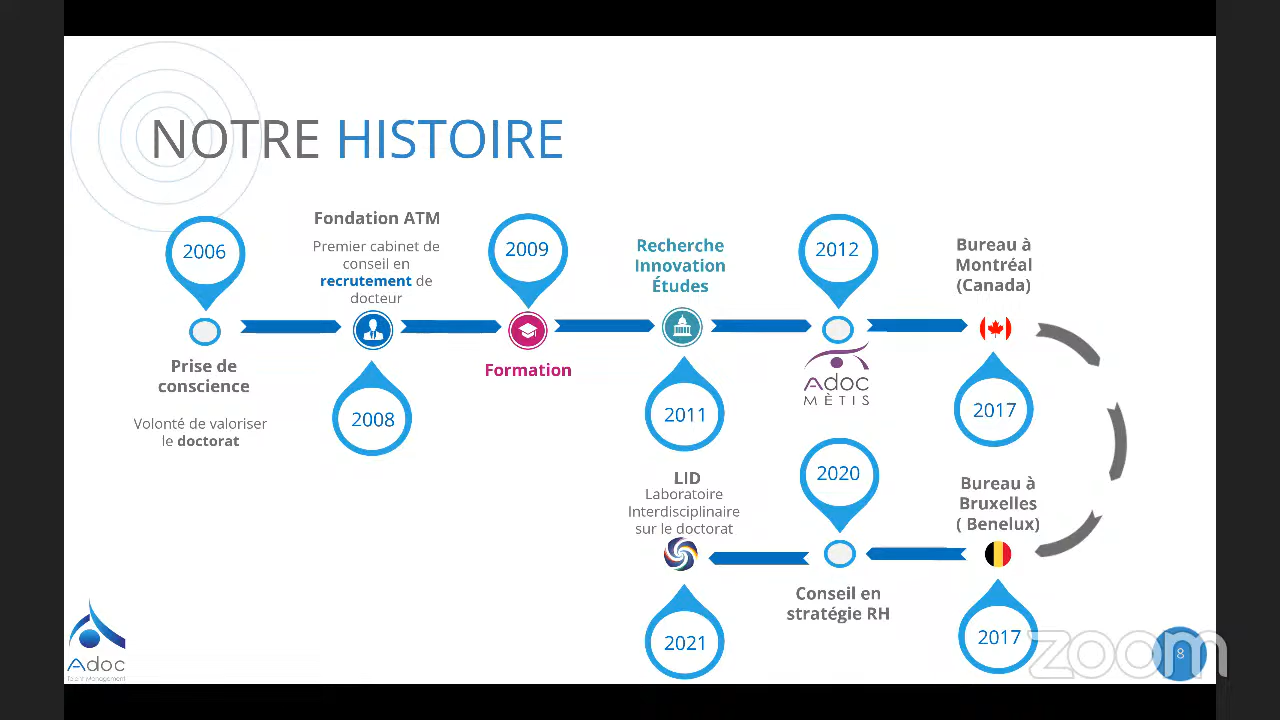 NOTRE HISTOIRE
2006
Prise de
conscience
Volonté de valoriser
le doctorat
Fondation ATM
Premier cabinet de
conseil en
recrutement de
docteur
2008
2009
Formation
Recherche
Innovation
Études
2011
2012
Adoc
MÈTIS
Bureau à
Montréal
(Canada)
2017
Bureau à
Bruxelles
( Benelux)
2017
2020
Conseil en
stratégie RH
LID
Laboratoire
Interdisciplinaire
sur le doctorat
2021
Adoc
Talent Management
zoom
8